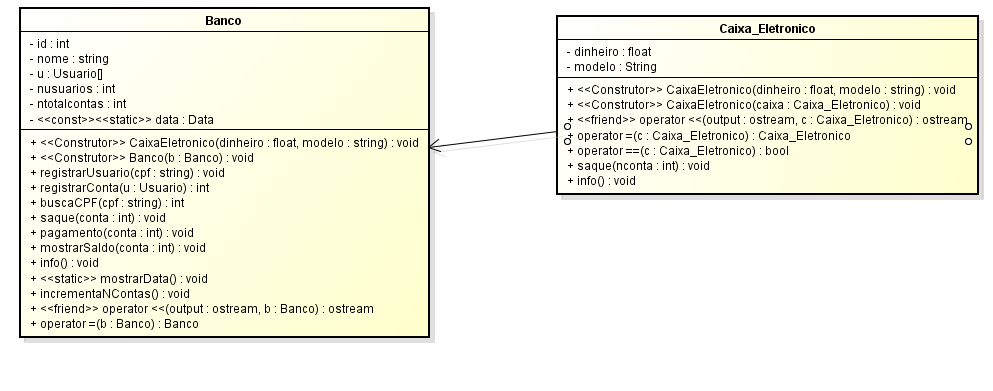 Banco
- id : int
- nome : string
- u : Usuario[]
- nusuarios : int
- ntotalcontas : int
- <<const>><<static>> data : Data
+ <<Construtor>> CaixaEletronico(dinheiro : float, modelo : string) : void
+ <<Construtor>> Banco(b : Banco) : void
+ registrarUsuario(cpf : string) : void
+ registrarConta(u : Usuario) : int
+ buscaCPF(cpf : string) : int
+ saque(conta : int) : void
+ pagamento(conta : int) : void
+ mostrarSaldo(conta : int) : void
+ info() : void
+ <<static>> mostrarData() : void
+ incrementaNContas() : void
+ <<friend>> operator <<(output : ostream, b : Banco) : ostream
+ operator =(b : Banco) : Banco
Caixa_Eletronico
- dinheiro : float
- modelo : String
+ <<Construtor>> CaixaEletronico(dinheiro : float, modelo : string) : void
+ <<Construtor>> CaixaEletronico(caixa : Caixa_Eletronico) : void
+ <<friend>> operator <<(output : ostream, c : Caixa_Eletronico) : ostream
+ operator =(c : Caixa_Eletronico) : Caixa_Eletronico
+ operator ==(c : Caixa_Eletronico) : bool
+ saque(nconta : int) : void
+ info() : void